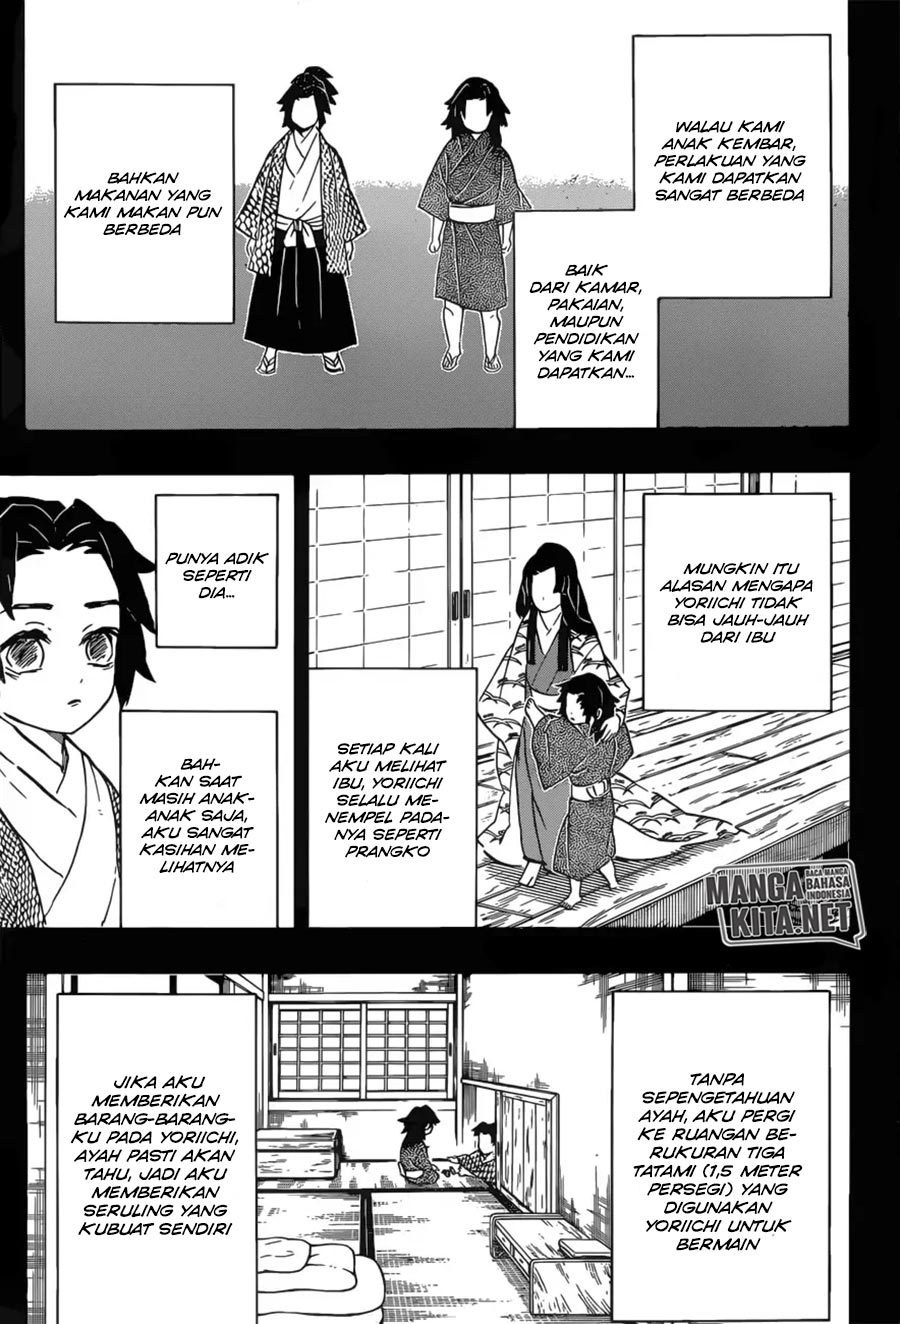 WALAU KAMI
ANAK KEMBAR,
PERLAKUAN YANG
KAMI DAPATKAN
SANGAT BERBEDA
BAIK
DARI KAMAR,
PAKAIAN,
MAUPUN
PENDIDIKAN
YANG KAMI
DAPATKAN...
BAHKAN
MAKANAN YANG
KAMI MAKAN PUN
BERBEDA
MUNGKIN ITU
ALASAN MENGAPA
YORIICHI TIDAK
BISA JAUH-JAUH
DARI IBU
SETIAP KALI
AKU MELIHAT
IBU, YORIICHI
SELALU ME-
NEMPEL PADA-
NYA SEPERTI
PRANGKO
PUNYA ADIK
SEPERTI
DIA...
BAH-
KAN SAAT
MASIH ANAK-
ANAK SAJA,
AKU SANGAT
KASIHAN ME-
LIHATNYA
MANGA
KITA.NET
BACA MANGA
BAHASA
INDONESIA
TANPA
SEPENGETAHUAN
AYAH, AKU PERGI
KE RUANGAN BE-
RUKURAN TIGA
TATAMI (1,5 METER
PERSEGI) YANG
DIGUNAKAN
YORIICHI UNTUK
BERMAIN
JIKA AKU
MEMBERIKAN
BARANG-BARANG-
KU PADA YORIICHI,
AYAH PASTI AKAN
TAHU, JADI AKU
MEMBERIKAN
SERULING YANG
KUBUAT SENDIRI